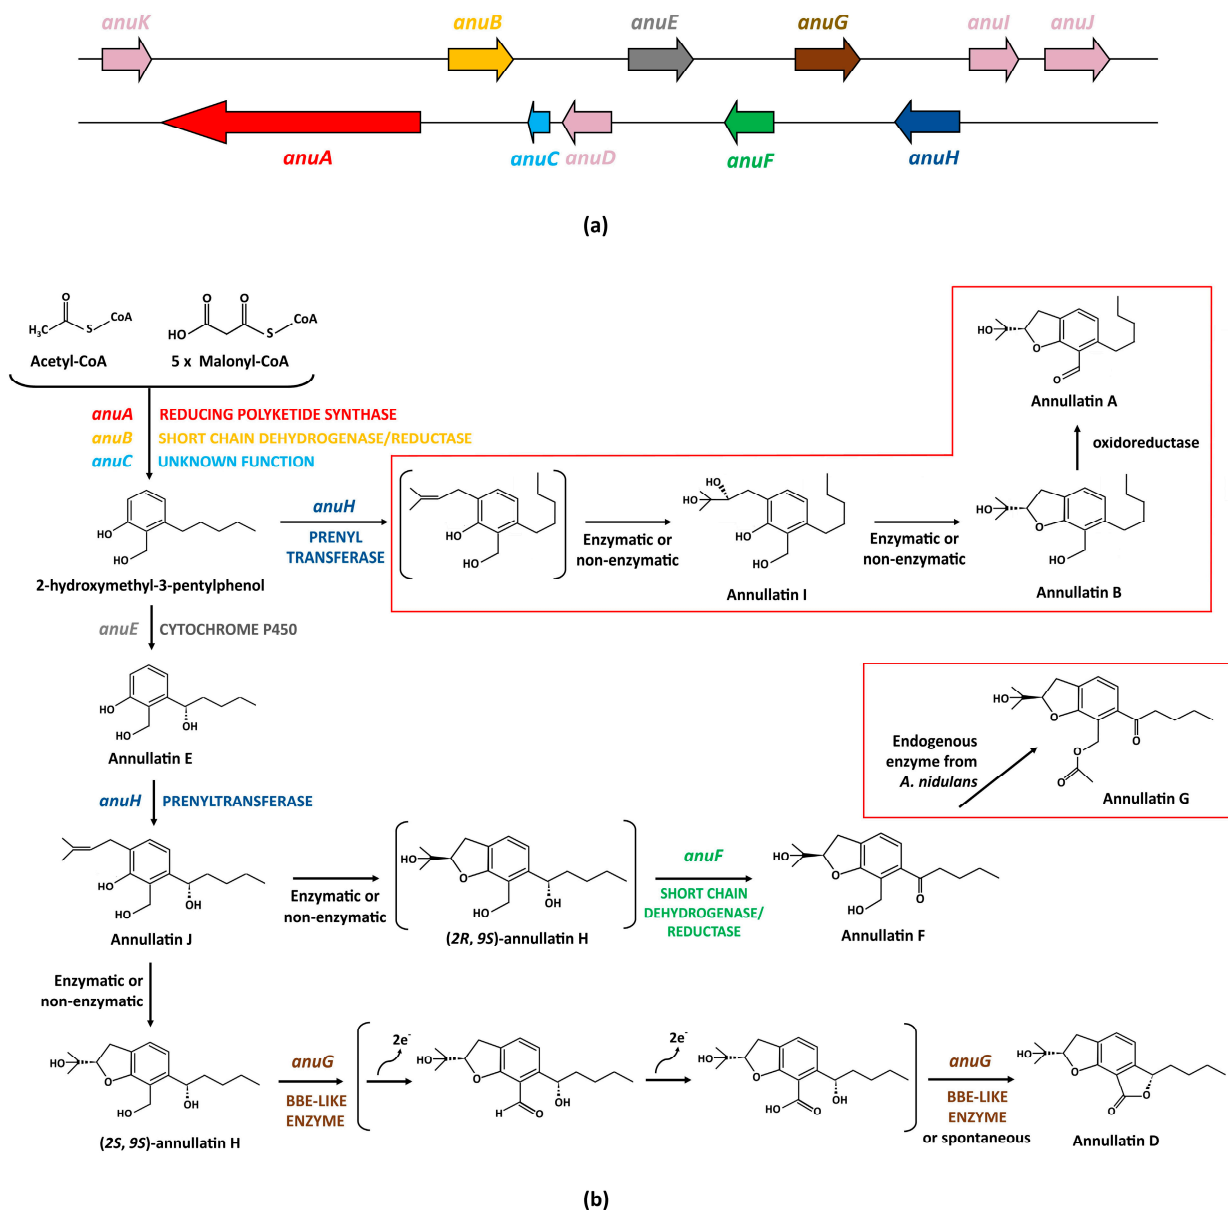 anuK anuB anuE anuG anuI anuJ
anuA anuC anuD anuF anuH
(a)
O
H₃C S CoA
Acetyl-CoA
O O
HO S CoA
5 x Malonyl-CoA
anuA REDUCING POLYKETIDE SYNTHASE
anuB SHORT CHAIN DEHYDROGENASE/REDUCTASE
anuC UNKNOWN FUNCTION
HO
HO
2-hydroxymethyl-3-pentylphenol
anuH
PRENYL
TRANSFERASE
HO
HO
Enzymatic or
non-enzymatic
HO
HO
OH
HO
Annullatin I
Enzymatic or
non-enzymatic
HO
O
HO
Annullatin B
oxidoreductase
HO
O
O
Annullatin A
anuE CYTOCHROME P450
HO
HO
OH
Annullatin E
anuH PRENYLTRANSFERASE
HO
HO
OH
Annullatin J
Enzymatic or
non-enzymatic
HO
O
HO
OH
(2R, 9S)-annullatin H
anuF
SHORT CHAIN
DEHYDROGENASE/
REDUCTASE
HO
O
HO
O
Annullatin F
Endogenous
enzyme from
A. nidulans
HO
O
O
O
O
Annullatin G
Enzymatic or
non-enzymatic
HO
O
HO
OH
(2S, 9S)-annullatin H
anuG
BBE-LIKE
ENZYME
2e⁻
HO
O
H
O
OH
2e⁻
HO
O
HO
O
OH
anuG
BBE-LIKE
ENZYME
or spontaneous
HO
O
O
O
Annullatin D
(b)